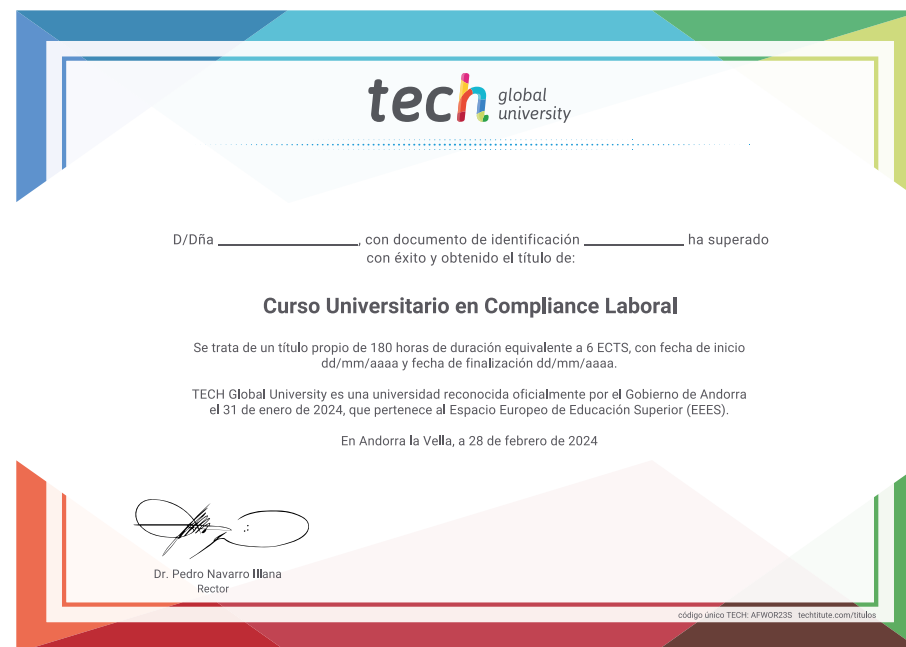 tech global university
D/Dña ____________________, con documento de identificación ______________ ha superado
con éxito y obtenido el título de:
Curso Universitario en Compliance Laboral
Se trata de un título propio de 180 horas de duración equivalente a 6 ECTS, con fecha de inicio
dd/mm/aaaa y fecha de finalización dd/mm/aaaa.
TECH Global University es una universidad reconocida oficialmente por el Gobierno de Andorra
el 31 de enero de 2024, que pertenece al Espacio Europeo de Educación Superior (EEES).
En Andorra la Vella, a 28 de febrero de 2024
Dr. Pedro Navarro Illana
Rector
código único TECH: AFWOR23S techtitute.com/titulos